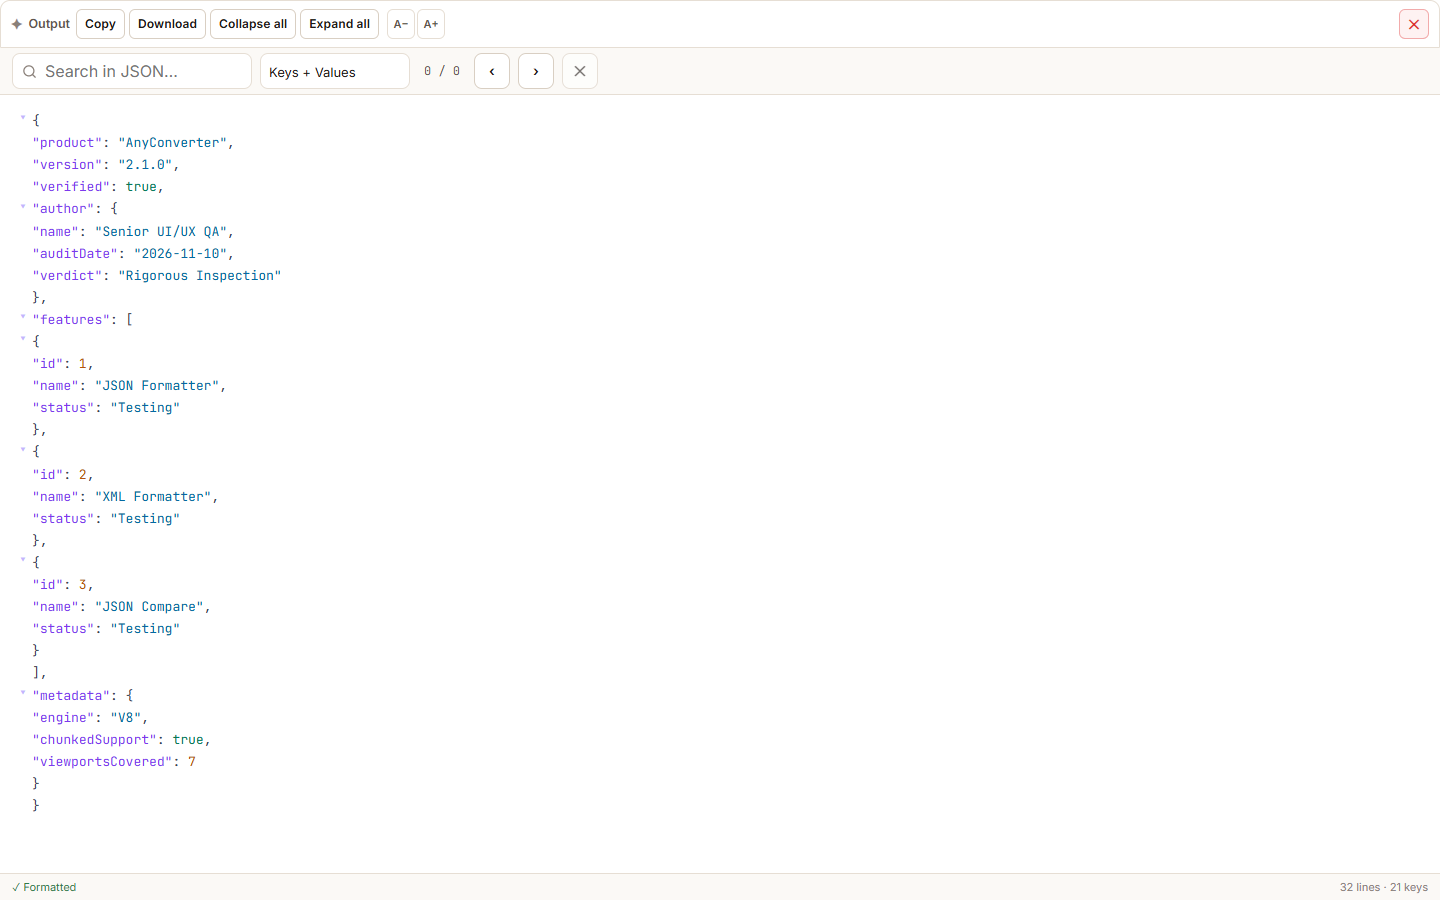 Output Copy Download Collapse all Expand all A− A+
Search in JSON... Keys + Values 0 / 0
{
"product": "AnyConverter",
"version": "2.1.0",
"verified": true,
"author": {
"name": "Senior UI/UX QA",
"auditDate": "2026-11-10",
"verdict": "Rigorous Inspection"
},
"features": [
{
"id": 1,
"name": "JSON Formatter",
"status": "Testing"
},
{
"id": 2,
"name": "XML Formatter",
"status": "Testing"
},
{
"id": 3,
"name": "JSON Compare",
"status": "Testing"
}
],
"metadata": {
"engine": "V8",
"chunkedSupport": true,
"viewportsCovered": 7
}
}
✓ Formatted 32 lines · 21 keys